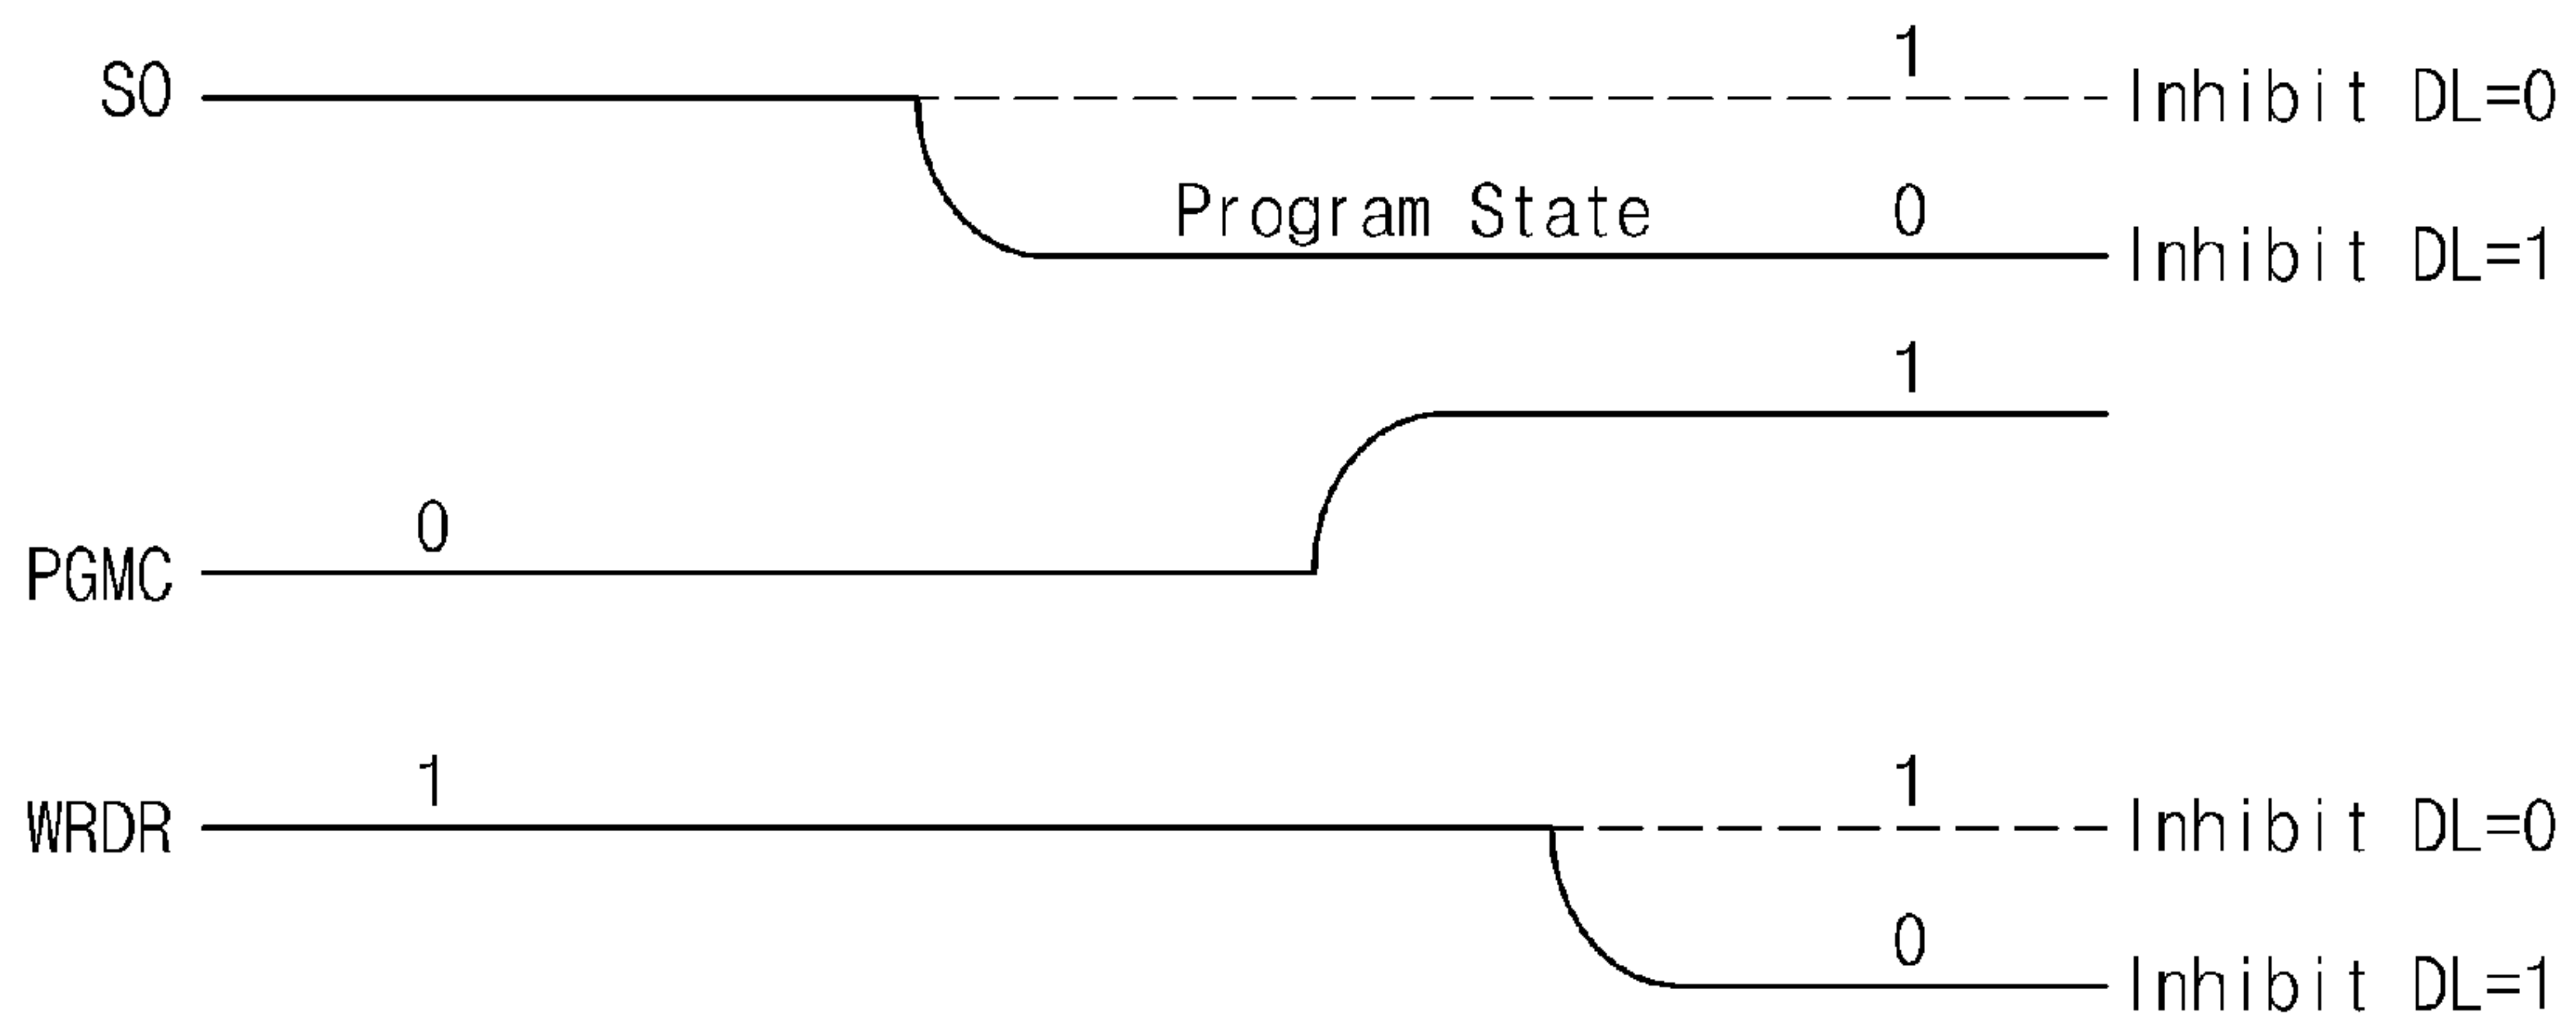 1
SO Inhibit DL=0
Program State 0 Inhibit DL=1
1
0
PGMC
1 1
WRDR Inhibit DL=0
0
Inhibit DL=1